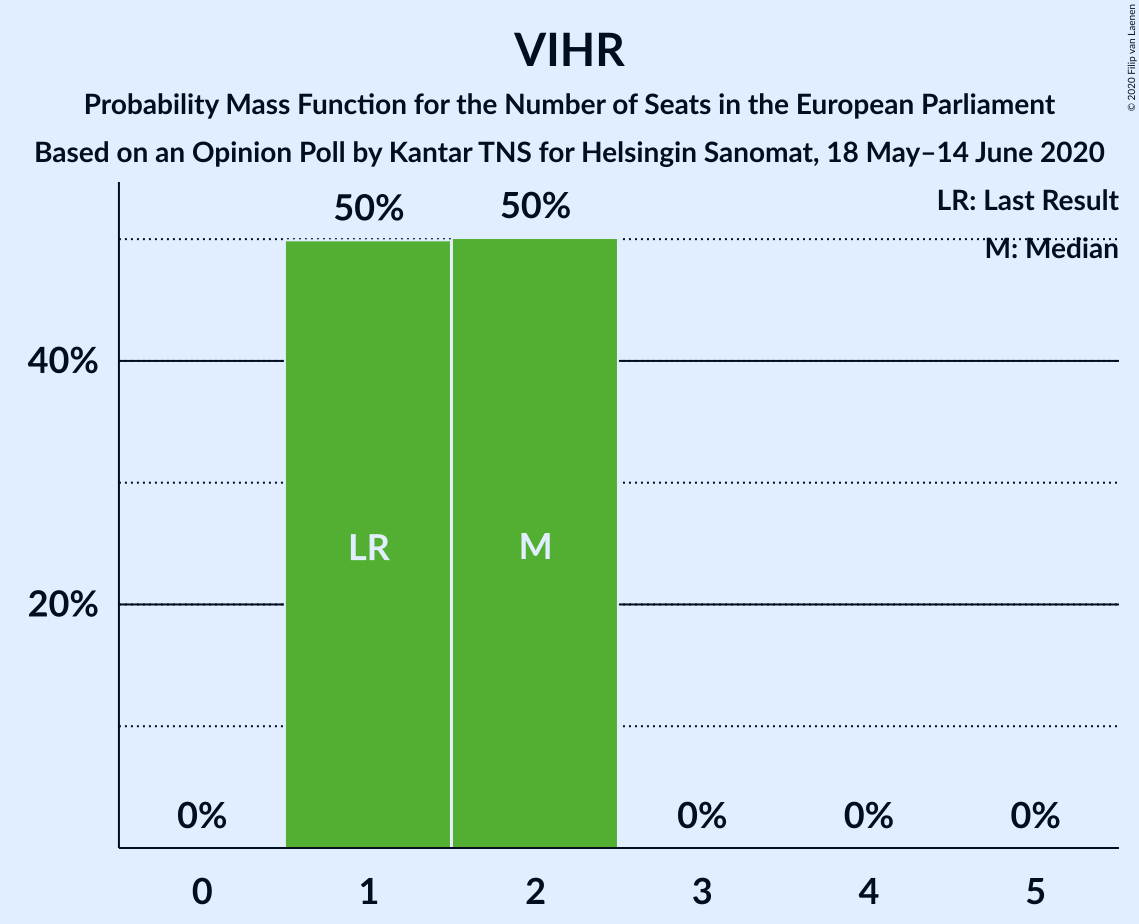 VIHR
Probability Mass Function for the Number of Seats in the European Parliament
Based on an Opinion Poll by Kantar TNS for Helsingin Sanomat, 18 May–14 June 2020
© 2020 Filip van Laenen
LR: Last Result
M: Median
50%
50%
40%
20%
LR
M
0%
0%
0%
0%
0
1
2
3
4
5